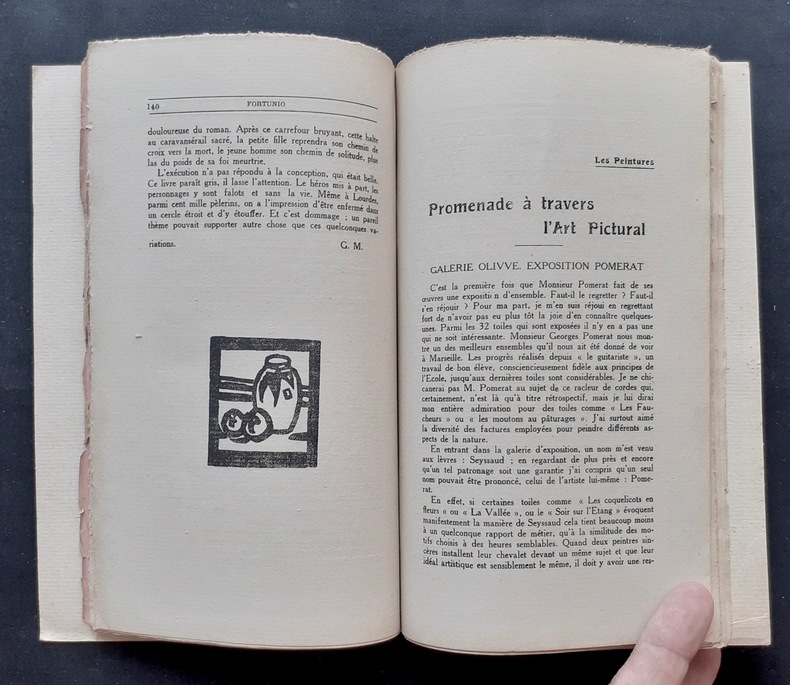 140
FORTUNIO
douloureuse du roman. Après ce carrefour bruyant, cette halte
au caravansérail sacré, la petite fille reprendra son chemin de
croix vers la mort, le jeune homme son chemin de solitude, plus
las du poids de sa foi meurtrie.
L'exécution n'a pas répondu à la conception, qui était belle.
Ce livre paraît gris, il lasse l'attention. Le héros mis à part, les
personnages y sont falots et sans la vie. Même à Lourdes,
parmi cent mille pèlerins, on a l'impression d'être enfermé dans
un cercle étroit et d'y étouffer. Et c'est dommage ; un pareil
thème pouvait supporter autre chose que ces quelconques va-
riations.
G. M.
Les Peintures
Promenade à travers
l'Art Pictural
GALERIE OLIVVE. EXPOSITION POMERAT
C'est la première fois que Monsieur Pomerat fait de ses
œuvres une expositi n d'ensemble. Faut-il le regretter ? Faut-il
s'en réjouir ? Pour ma part, je m'en suis réjoui en regrettant
fort de n'avoir pas eu plus tôt la joie d'en connaître quelques-
unes. Parmi les 32 toiles qui sont exposées il n'y en a pas une
qui ne soit intéressante. Monsieur Georges Pomerat nous mon-
tre un des meilleurs ensembles qu'il nous ait été donné de voir
à Marseille. Les progrès réalisés depuis « le guitariste », un
travail de bon élève, consciencieusement fidèle aux principes de
l'Ecole, jusqu'aux dernières toiles sont considérables. Je ne chi-
canerai pas M. Pomerat au sujet de ce racleur de cordes qui,
certainement, n'est là qu'à titre rétrospectif, mais je lui dirai
mon entière admiration pour des toiles comme « Les Fau-
cheurs » ou « les moutons au pâturages ». J'ai surtout aimé
la diversité des factures employées pour peindre différents as-
pects de la nature.
En entrant dans la galerie d'exposition, un nom m'est venu
aux lèvres : Seyssaud ; en regardant de plus près et encore
qu'un tel patronage soit une garantie j'ai compris qu'un seul
nom pouvait être prononcé, celui de l'artiste lui-même : Pome-
rat.
En effet, si certaines toiles comme « Les coquelicots en
fleurs « ou « La Vallée », ou le « Soir sur l'Etang » évoquent
manifestement la manière de Seyssaud cela tient beaucoup moins
à un quelconque rapport de métier, qu'à la similitude des mo-
tifs choisis à des heures semblables. Quand deux peintres sin-
cères installent leur chevalet devant un même sujet et que leur
idéal artistique est sensiblement le même, il doit y avoir une res-